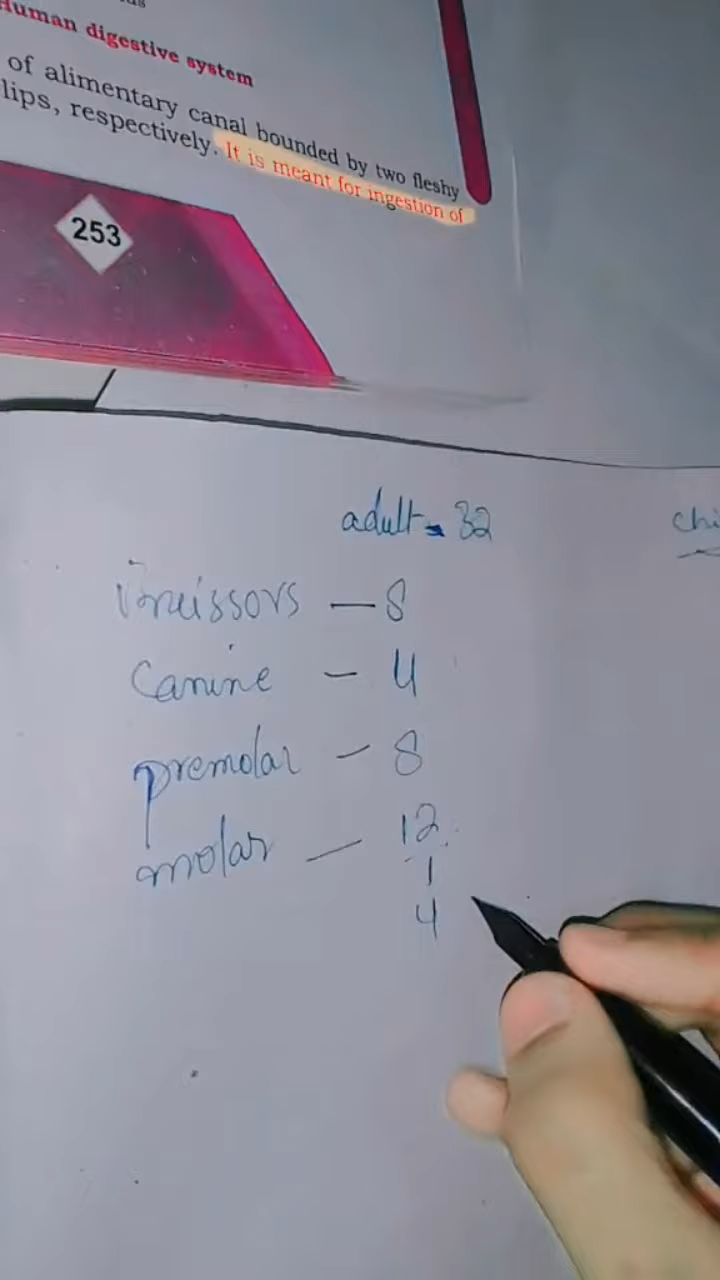 Human digestive system
of alimentary canal bounded by two fleshy
lips, respectively. It is meant for ingestion of
253
adult - 32
chi
incissors — 8
Canine — 4
premolar — 8
molar — 12
1
4